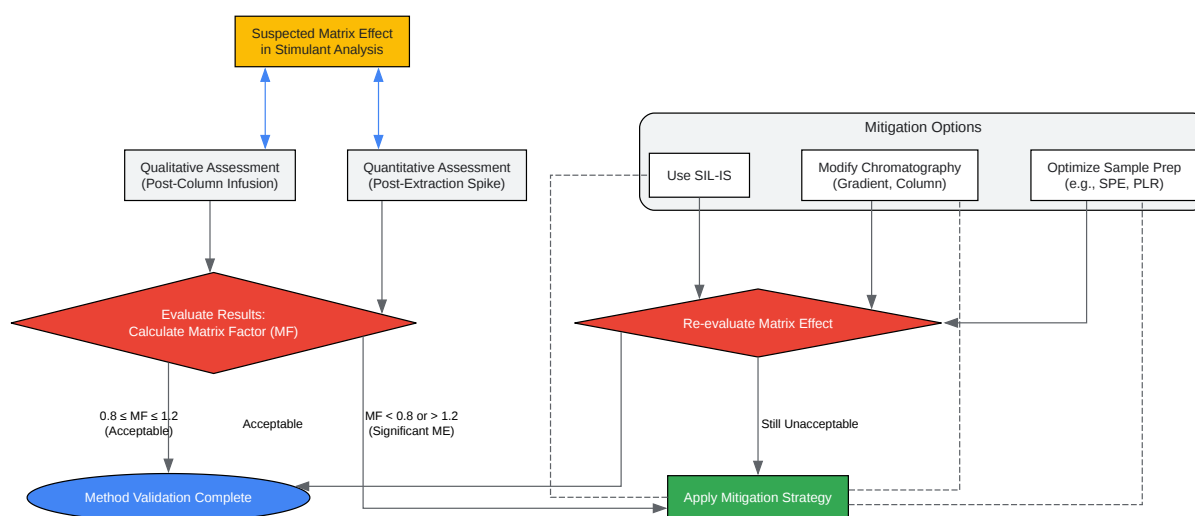 Suspected Matrix Effect
in Stimulant Analysis
Mitigation Options
Qualitative Assessment
(Post-Column Infusion)
Quantitative Assessment
(Post-Extraction Spike)
Use SIL-IS
Modify Chromatography
(Gradient, Column)
Optimize Sample Prep
(e.g., SPE, PLR)
Evaluate Results:
Calculate Matrix Factor (MF)
Re-evaluate Matrix Effect
0.8 ≤ MF ≤ 1.2
(Acceptable)
Acceptable
MF < 0.8 or > 1.2
(Significant ME)
Still Unacceptable
Method Validation Complete
Apply Mitigation Strategy